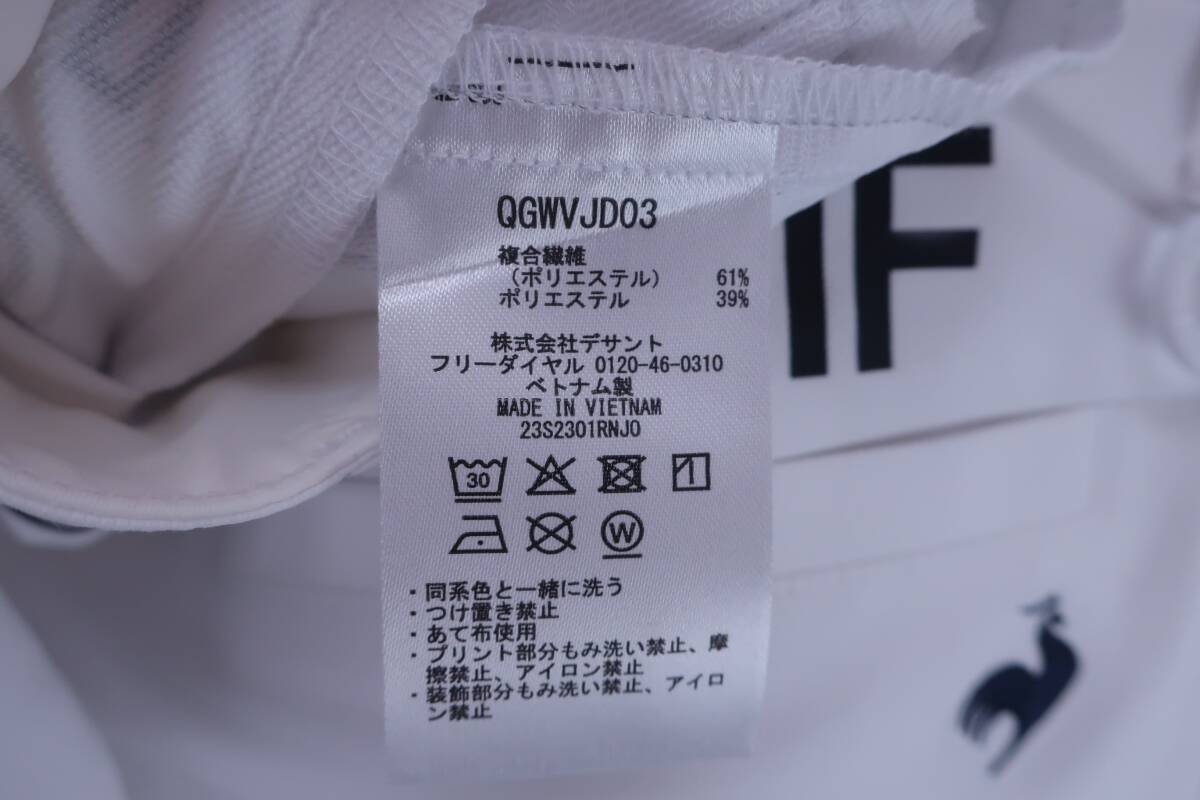 QGWVJD03
複合繊維
(ポリエステル) 61%
ポリエステル 39%
株式会社デサント
フリーダイヤル 0120-46-0310
ベトナム製
MADE IN VIETNAM
23S2301RNJO
30
W
・同系色と一緒に洗う
・つけ置き禁止
・あて布使用
・プリント部分もみ洗い禁止、摩
擦禁止、アイロン禁止
・装飾部分もみ洗い禁止、アイロ
ン禁止